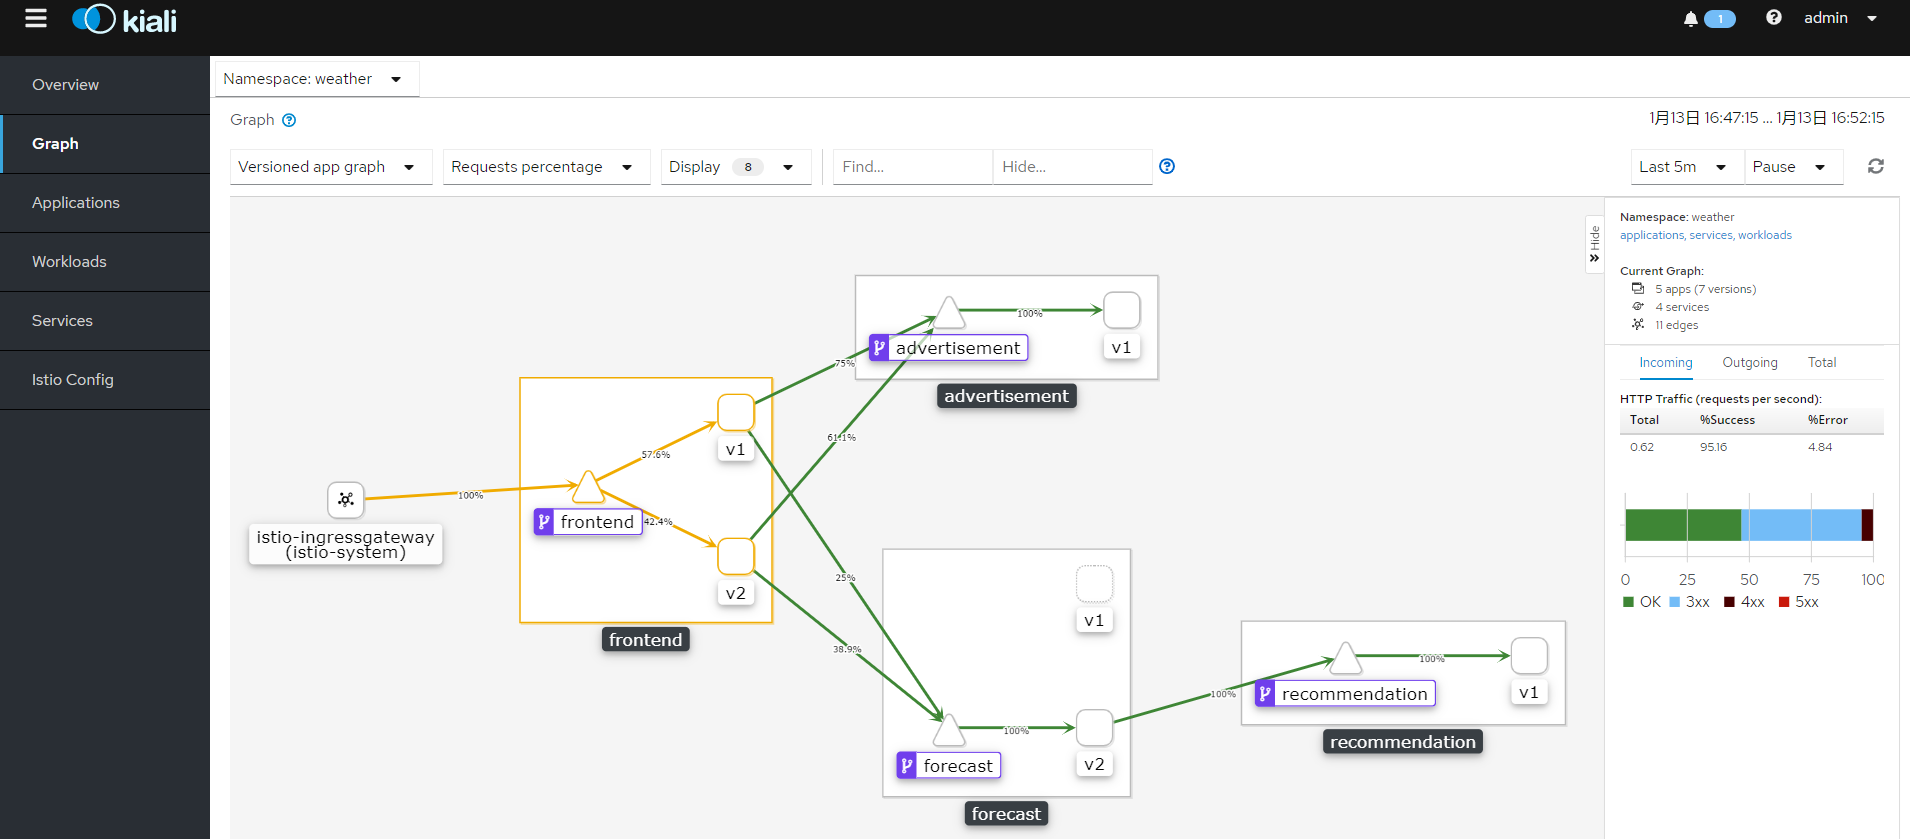 kiali
1
admin
Overview
Graph
Applications
Workloads
Services
Istio Config
Namespace: weather
Graph
1月13日 16:47:15 ... 1月13日 16:52:15
Versioned app graph
Requests percentage
Display 8
Find...
Hide...
Last 5m
Pause
Hide
100%
advertisement
v1
advertisement
75%
61.1%
v1
57.6%
100%
frontend
42.4%
istio-ingressgateway
(istio-system)
v2
frontend
25%
38.9%
v1
100%
forecast
v2
forecast
100%
100%
recommendation
v1
recommendation
Namespace: weather
applications, services, workloads
Current Graph:
5 apps (7 versions)
4 services
11 edges
Incoming Outgoing Total
HTTP Traffic (requests per second):
Total %Success %Error
0.62 95.16 4.84
0 25 50 75 100
OK 3xx 4xx 5xx